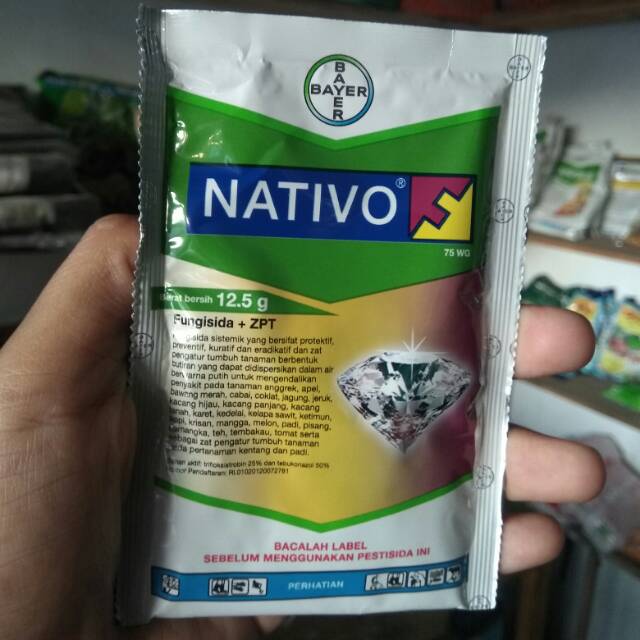 BAYER
BAYER
NATIVO®
75 WG
Berat bersih 12.5 g
Fungisida + ZPT
Fungisida sistemik yang bersifat protektif,
preventif, kuratif dan eradikatif dan zat
pengatur tumbuh tanaman berbentuk
butiran yang dapat didispersikan dalam air
berwarna putih untuk mengendalikan
penyakit pada tanaman anggrek, apel,
bawang merah, cabai, coklat, jagung, jeruk,
kacang hijau, kacang panjang, kacang
tanah, karet, kedelai, kelapa sawit, ketimun,
kopi, krisan, mangga, melon, padi, pisang,
semangka, teh, tembakau, tomat serta
sebagai zat pengatur tumbuh tanaman
pada pertanaman kentang dan padi.
Bahan aktif: trifloksistrobin 25% dan tebukonazol 50%
Nomor Pendaftaran: RI.01020120072781
BACALAH LABEL
SEBELUM MENGGUNAKAN PESTISIDA INI
PERHATIAN